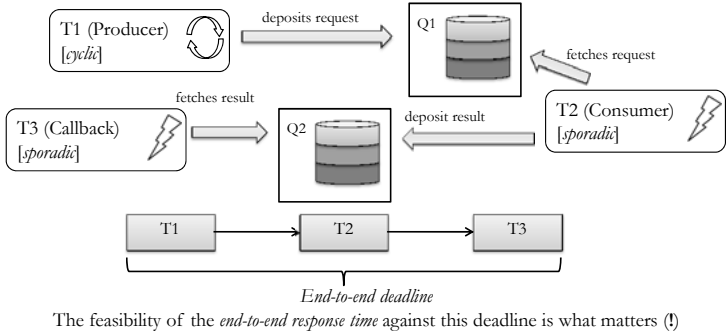 T1 (Producer)
[cyclic]
deposits request
Q1
fetches request
T3 (Callback)
[sporadic]
fetches result
Q2
deposit result
T2 (Consumer)
[sporadic]
T1
T2
T3
End-to-end deadline
The feasibility of the end-to-end response time against this deadline is what matters (!)